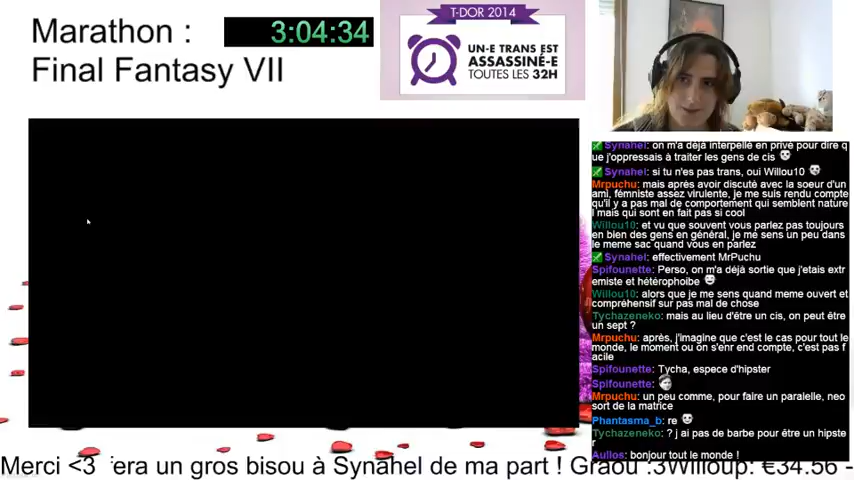 Marathon :
Final Fantasy VII
3:04:34
T-DOR 2014
UN-E TRANS EST
ASSASSINÉ-E
TOUTES LES 32H
Synahel: on m'a déjà interpellé en privé pour dire q
ue j'oppressais à traiter les gens de cis
Synahel: si tu n'es pas trans, oui Willou10
Mrpuchu: mais après avoir discuté avec la soeur d'un
ami, féministe assez virulente, je me suis rendu compte
qu'il y a pas mal de comportement qui semblent nature
l mais qui sont en fait pas si cool
Willou10: et vu que souvent vous parlez pas toujours
en bien des gens en général, je me sens un peu dans
le meme sac quand vous en parlez
Synahel: effectivement MrPuchu
Spifounette: Perso, on m'a déjà sortie que j'etais extr
emiste et hétérophobe
Willou10: alors que je me sens quand meme ouvert et
compréhensif sur pas mal de chose
Tychazeneko: mais au lieu d'être un cis, on peut être
un sept ?
Mrpuchu: après, j'imagine que c'est le cas pour tout le
monde, le moment ou on s'enr end compte, c'est pas f
acile
Spifounette: Tycha, espece d'hipster
Spifounette:
Mrpuchu: un peu comme, pour faire un paralelle, neo
sort de la matrice
Phantasma_b: re
Tychazeneko: ? j ai pas de barbe pour être un hipste
r
Aullos: bonjour tout le monde !
Merci <3 fera un gros bisou à Synahel de ma part ! Graou :3Willoup: €34.56 -